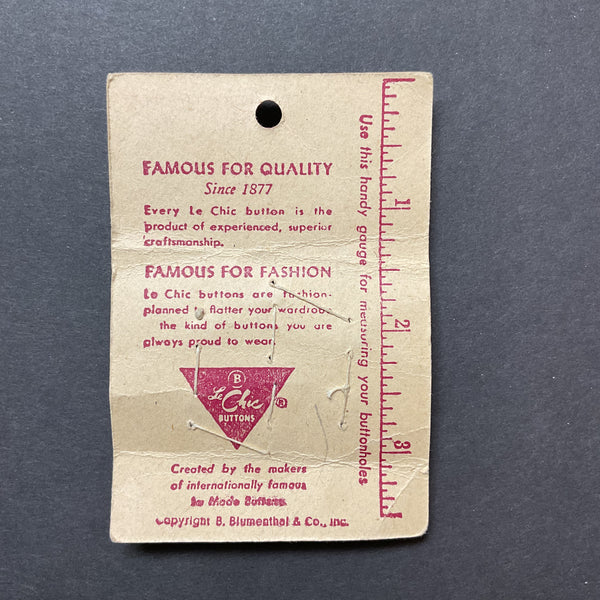 FAMOUS FOR QUALITY
Since 1877
Every Le Chic button is the
product of experienced, superior
craftsmanship.
FAMOUS FOR FASHION
Le Chic buttons are fashion-
planned to flatter your wardrobe
the kind of buttons you are
always proud to wear.
B
Le Chic ®
BUTTONS
Created by the makers
of internationally famous
La Mode Buttons
Copyright B. Blumenthal & Co., Inc.
Use this handy gauge for measuring your buttonholes
1
2
3